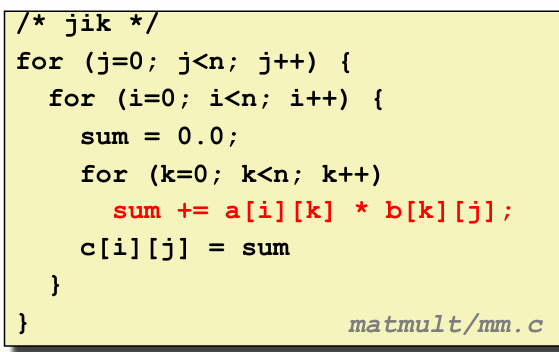 /* jik */
for (j=0; j<n; j++) {
  for (i=0; i<n; i++) {
    sum = 0.0;
    for (k=0; k<n; k++)
      sum += a[i][k] * b[k][j];
    c[i][j] = sum
  }
}
matmult/mm.c